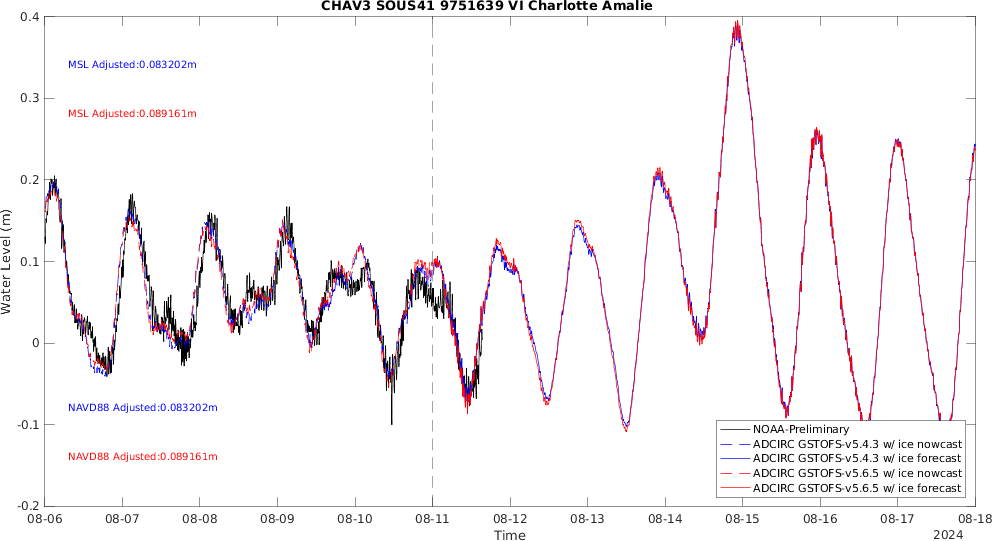 CHAV3 SOUS41 9751639 VI Charlotte Amalie
Water Level (m)
0.4
0.3
0.2
0.1
0
-0.1
-0.2
MSL Adjusted:0.083202m
MSL Adjusted:0.089161m
NAVD88 Adjusted:0.083202m
NAVD88 Adjusted:0.089161m
NOAA-Preliminary
ADCIRC GSTOFS-v5.4.3 w/ ice nowcast
ADCIRC GSTOFS-v5.4.3 w/ ice forecast
ADCIRC GSTOFS-v5.6.5 w/ ice nowcast
ADCIRC GSTOFS-v5.6.5 w/ ice forecast
08-06 08-07 08-08 08-09 08-10 08-11 08-12 08-13 08-14 08-15 08-16 08-17 08-18
Time
2024